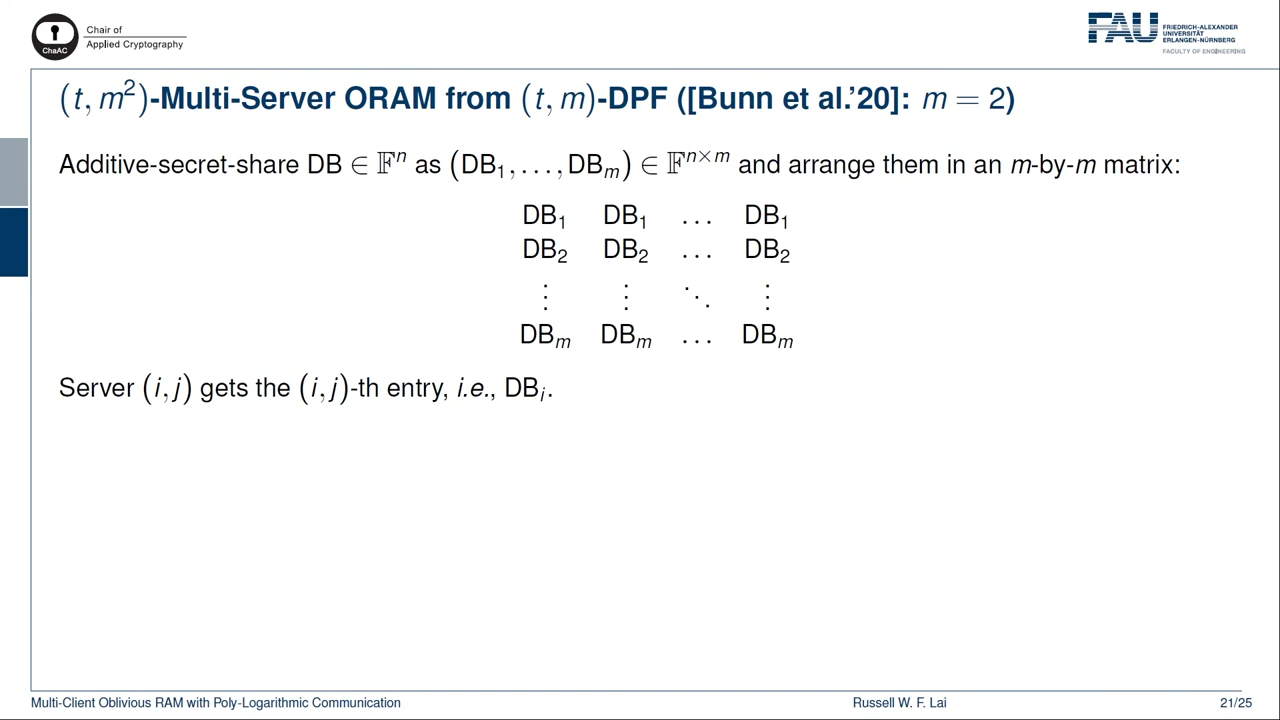 Chair of
Applied Cryptography
ChaAC
FAU
FRIEDRICH-ALEXANDER
UNIVERSITÄT
ERLANGEN-NÜRNBERG
FACULTY OF ENGINEERING
(t, m²)-Multi-Server ORAM from (t, m)-DPF ([Bunn et al.'20]: m = 2)
Additive-secret-share DB ∈ 𝔽ⁿ as (DB₁, …, DBₘ) ∈ 𝔽ⁿˣᵐ and arrange them in an m-by-m matrix:
DB₁ DB₁ … DB₁
DB₂ DB₂ … DB₂
⋮ ⋮ ⋱ ⋮
DBₘ DBₘ … DBₘ
Server (i, j) gets the (i, j)-th entry, i.e., DBᵢ.
Multi-Client Oblivious RAM with Poly-Logarithmic Communication
Russell W. F. Lai
21/25